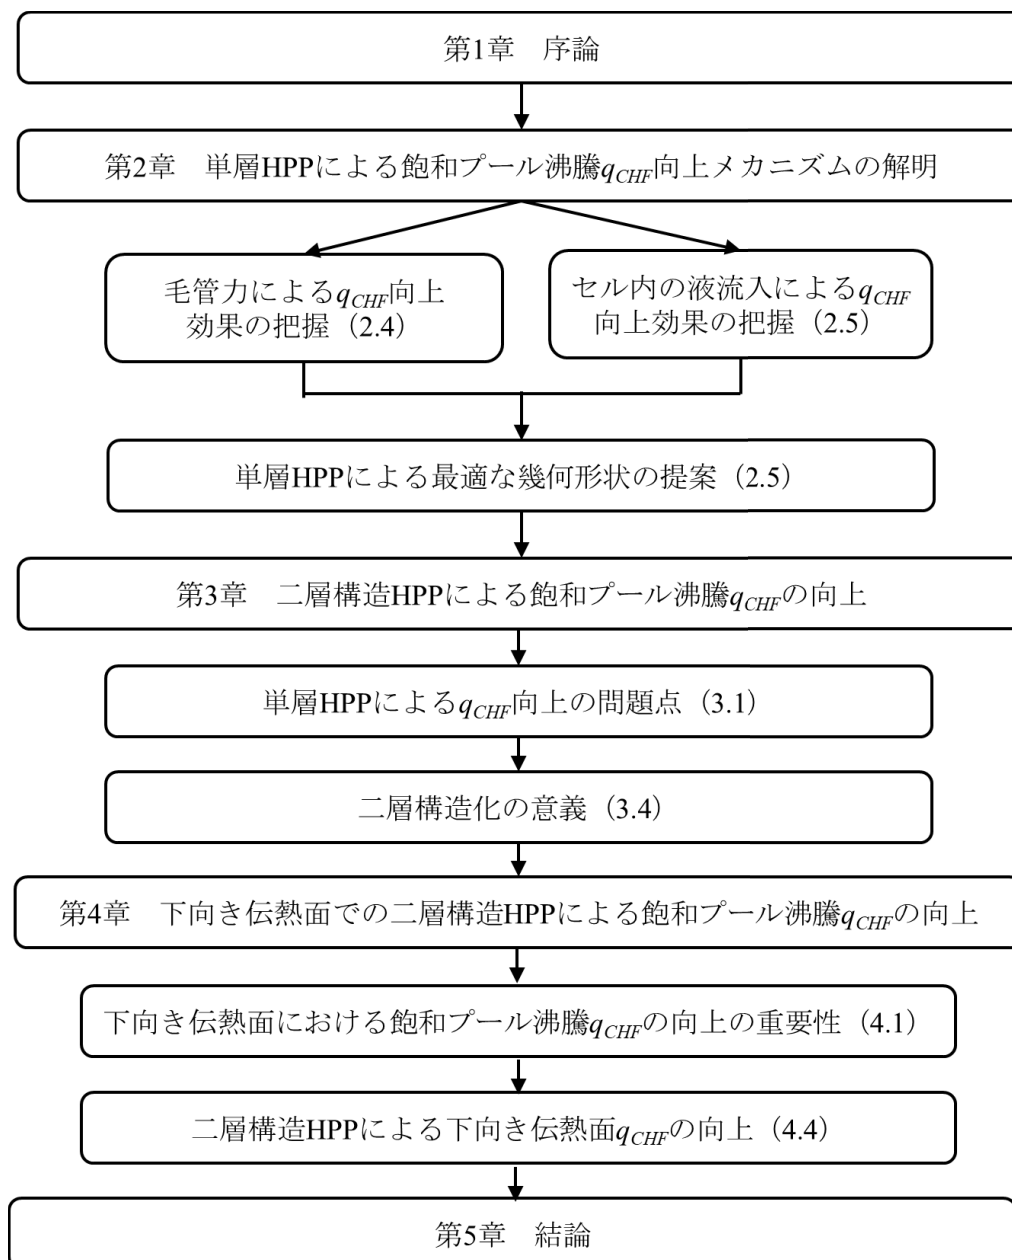 第1章　序論
第2章　単層HPPによる飽和プール沸騰qCHF向上メカニズムの解明
毛管力によるqCHF向上
効果の把握（2.4）
セル内の液流入によるqCHF
向上効果の把握（2.5）
単層HPPによる最適な幾何形状の提案（2.5）
第3章　二層構造HPPによる飽和プール沸騰qCHFの向上
単層HPPによるqCHF向上の問題点（3.1）
二層構造化の意義（3.4）
第4章　下向き伝熱面での二層構造HPPによる飽和プール沸騰qCHFの向上
下向き伝熱面における飽和プール沸騰qCHFの向上の重要性（4.1）
二層構造HPPによる下向き伝熱面qCHFの向上（4.4）
第5章　結論